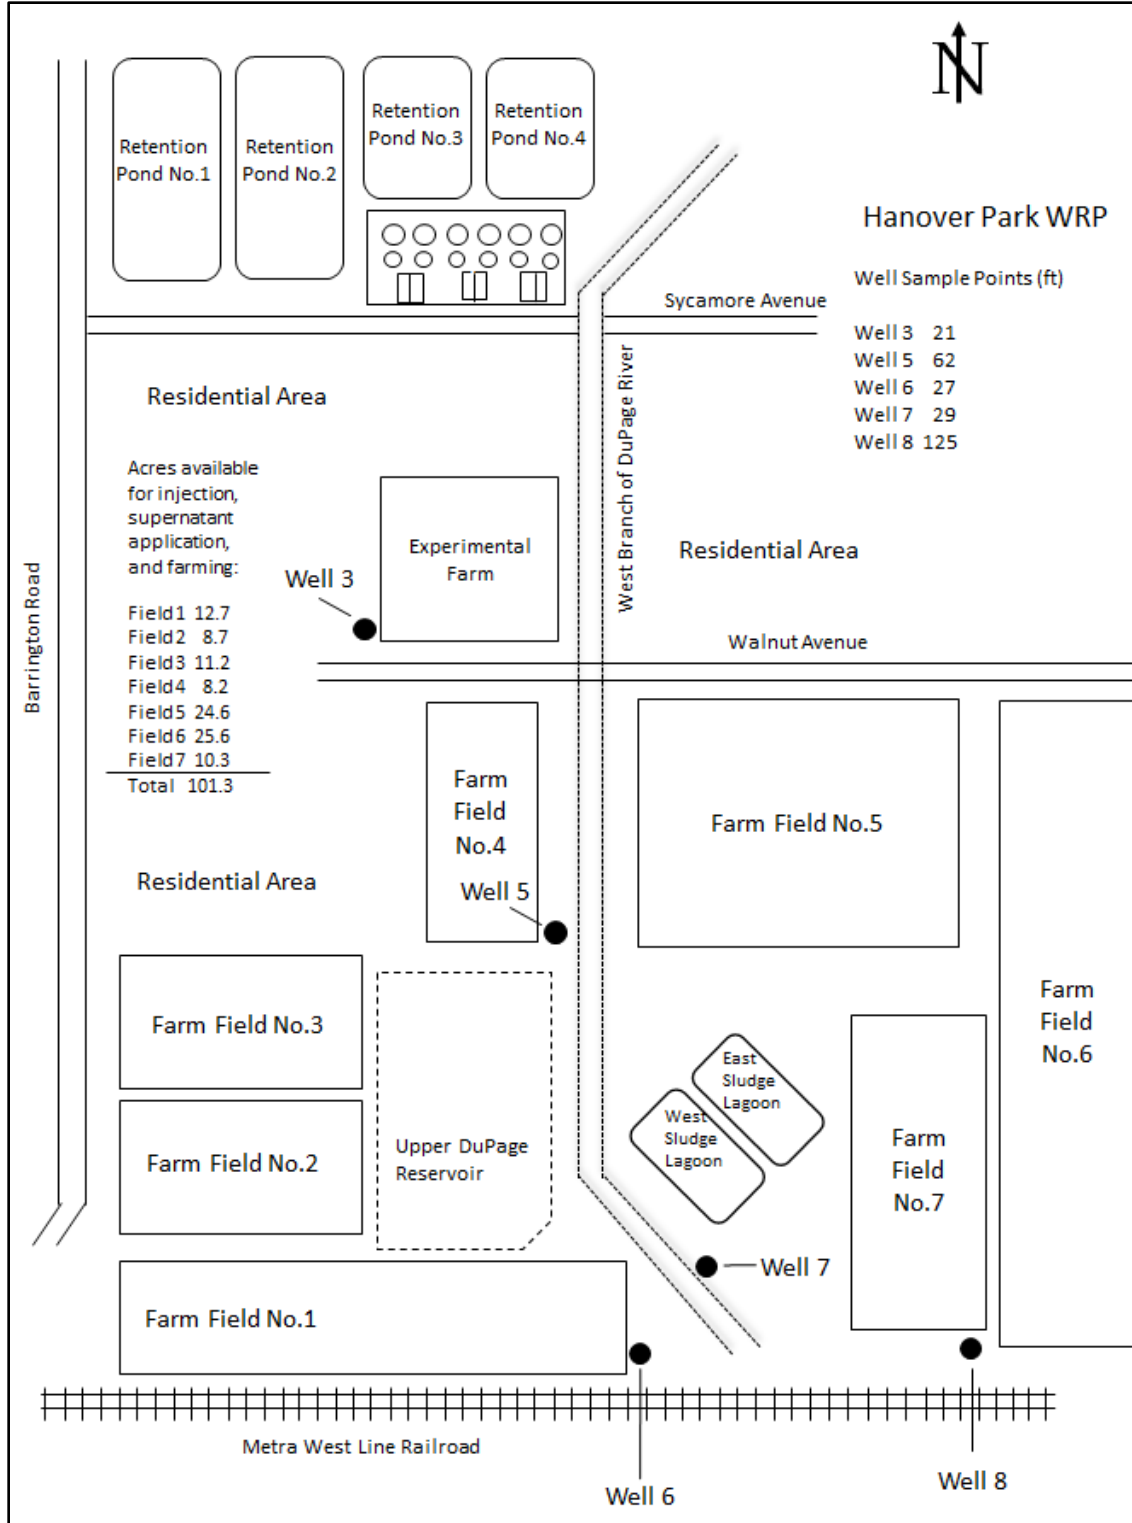 N
Retention
Pond No.1
Retention
Pond No.2
Retention
Pond No.3
Retention
Pond No.4
Hanover Park WRP
Well Sample Points (ft)
Well 3 21
Well 5 62
Well 6 27
Well 7 29
Well 8 125
Sycamore Avenue
West Branch of DuPage River
Barrington Road
Residential Area
Acres available
for injection,
supernatant
application,
and farming:
Field1 12.7
Field2 8.7
Field3 11.2
Field4 8.2
Field5 24.6
Field6 25.6
Field7 10.3
Total 101.3
Experimental
Farm
Well 3
Residential Area
Walnut Avenue
Farm
Field
No.4
Well 5
Farm Field No.5
Residential Area
Farm Field No.3
Farm Field No.2
Upper DuPage
Reservoir
East
Sludge
Lagoon
West
Sludge
Lagoon
Farm
Field
No.6
Farm
Field
No.7
Well 7
Farm Field No.1
Metra West Line Railroad
Well 6
Well 8